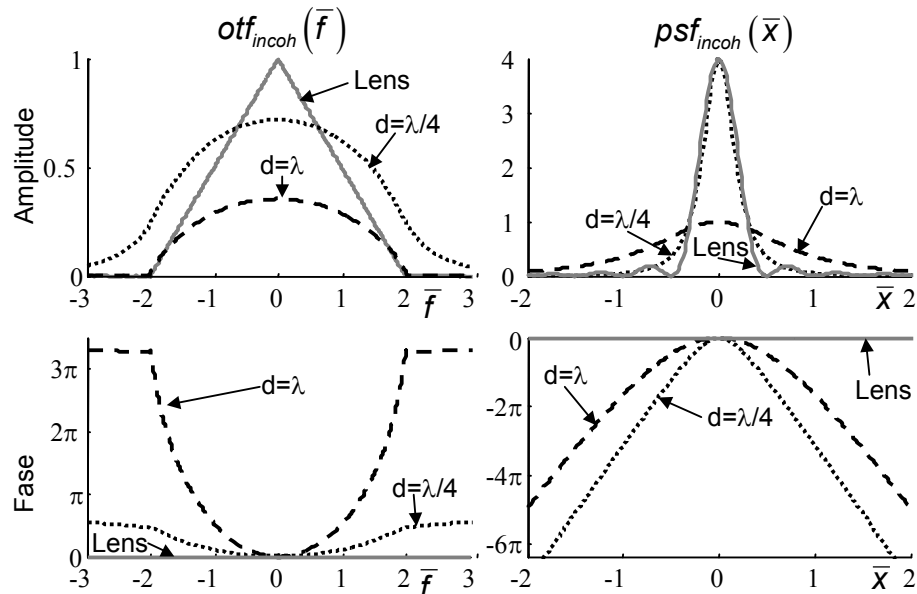 otf_incoh(f̅)
psf_incoh(x̅)
Amplitude
1
0.5
0
Lens
d=λ/4
d=λ
-3 -2 -1 0 1 2 3
f̅
4
3
2
1
0
d=λ
d=λ/4
Lens
-2 -1 0 1 2
x̅
Fase
3π
2π
π
0
d=λ
d=λ/4
Lens
-3 -2 -1 0 1 2 3
f̅
0
-2π
-4π
-6π
d=λ
Lens
d=λ/4
-2 -1 0 1 2
x̅